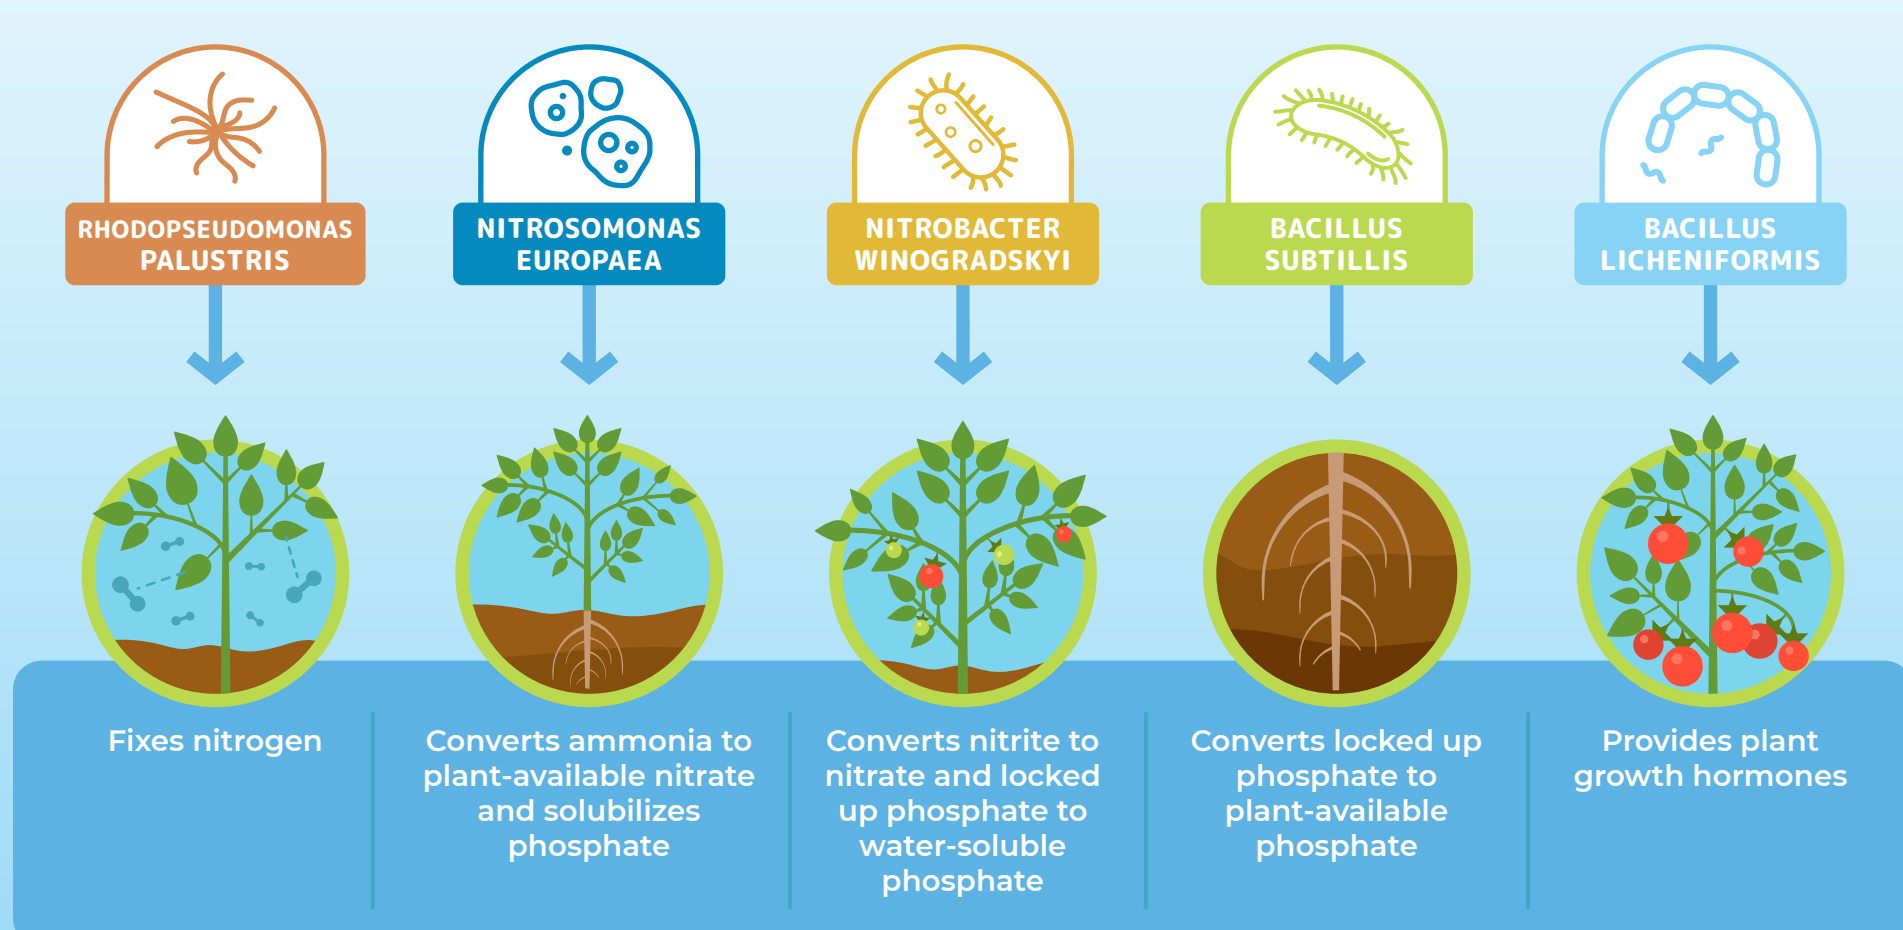 RHODOPSEUDOMONAS
PALUSTRIS
NITROSOMONAS
EUROPAEA
NITROBACTER
WINOGRADSKYI
BACILLUS
SUBTILLIS
BACILLUS
LICHENIFORMIS
Fixes nitrogen
Converts ammonia to
plant-available nitrate
and solubilizes
phosphate
Converts nitrite to
nitrate and locked
up phosphate to
water-soluble
phosphate
Converts locked up
phosphate to
plant-available
phosphate
Provides plant
growth hormones